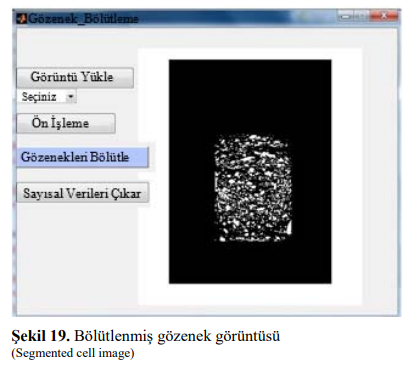 Gözenek_Bölütleme
Görüntü Yükle
Seçiniz
Ön İşleme
Gözenekleri Bölütle
Sayısal Verileri Çıkar
Şekil 19. Bölütlenmiş gözenek görüntüsü
(Segmented cell image)